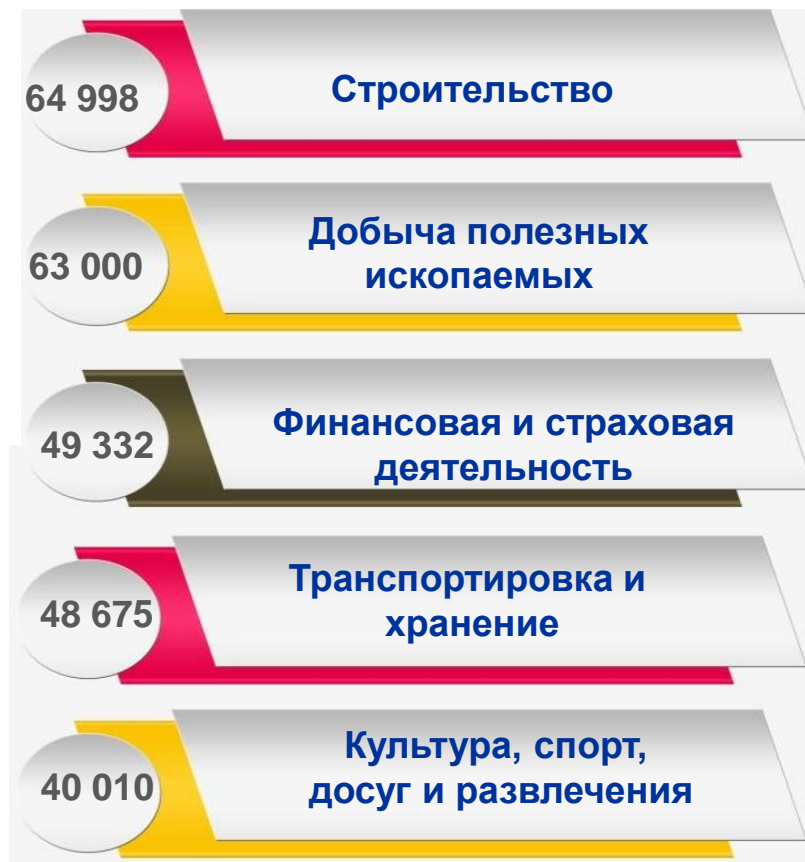 64 998
Строительство
63 000
Добыча полезных
ископаемых
49 332
Финансовая и страховая
деятельность
48 675
Транспортировка и
хранение
40 010
Культура, спорт,
досуг и развлечения